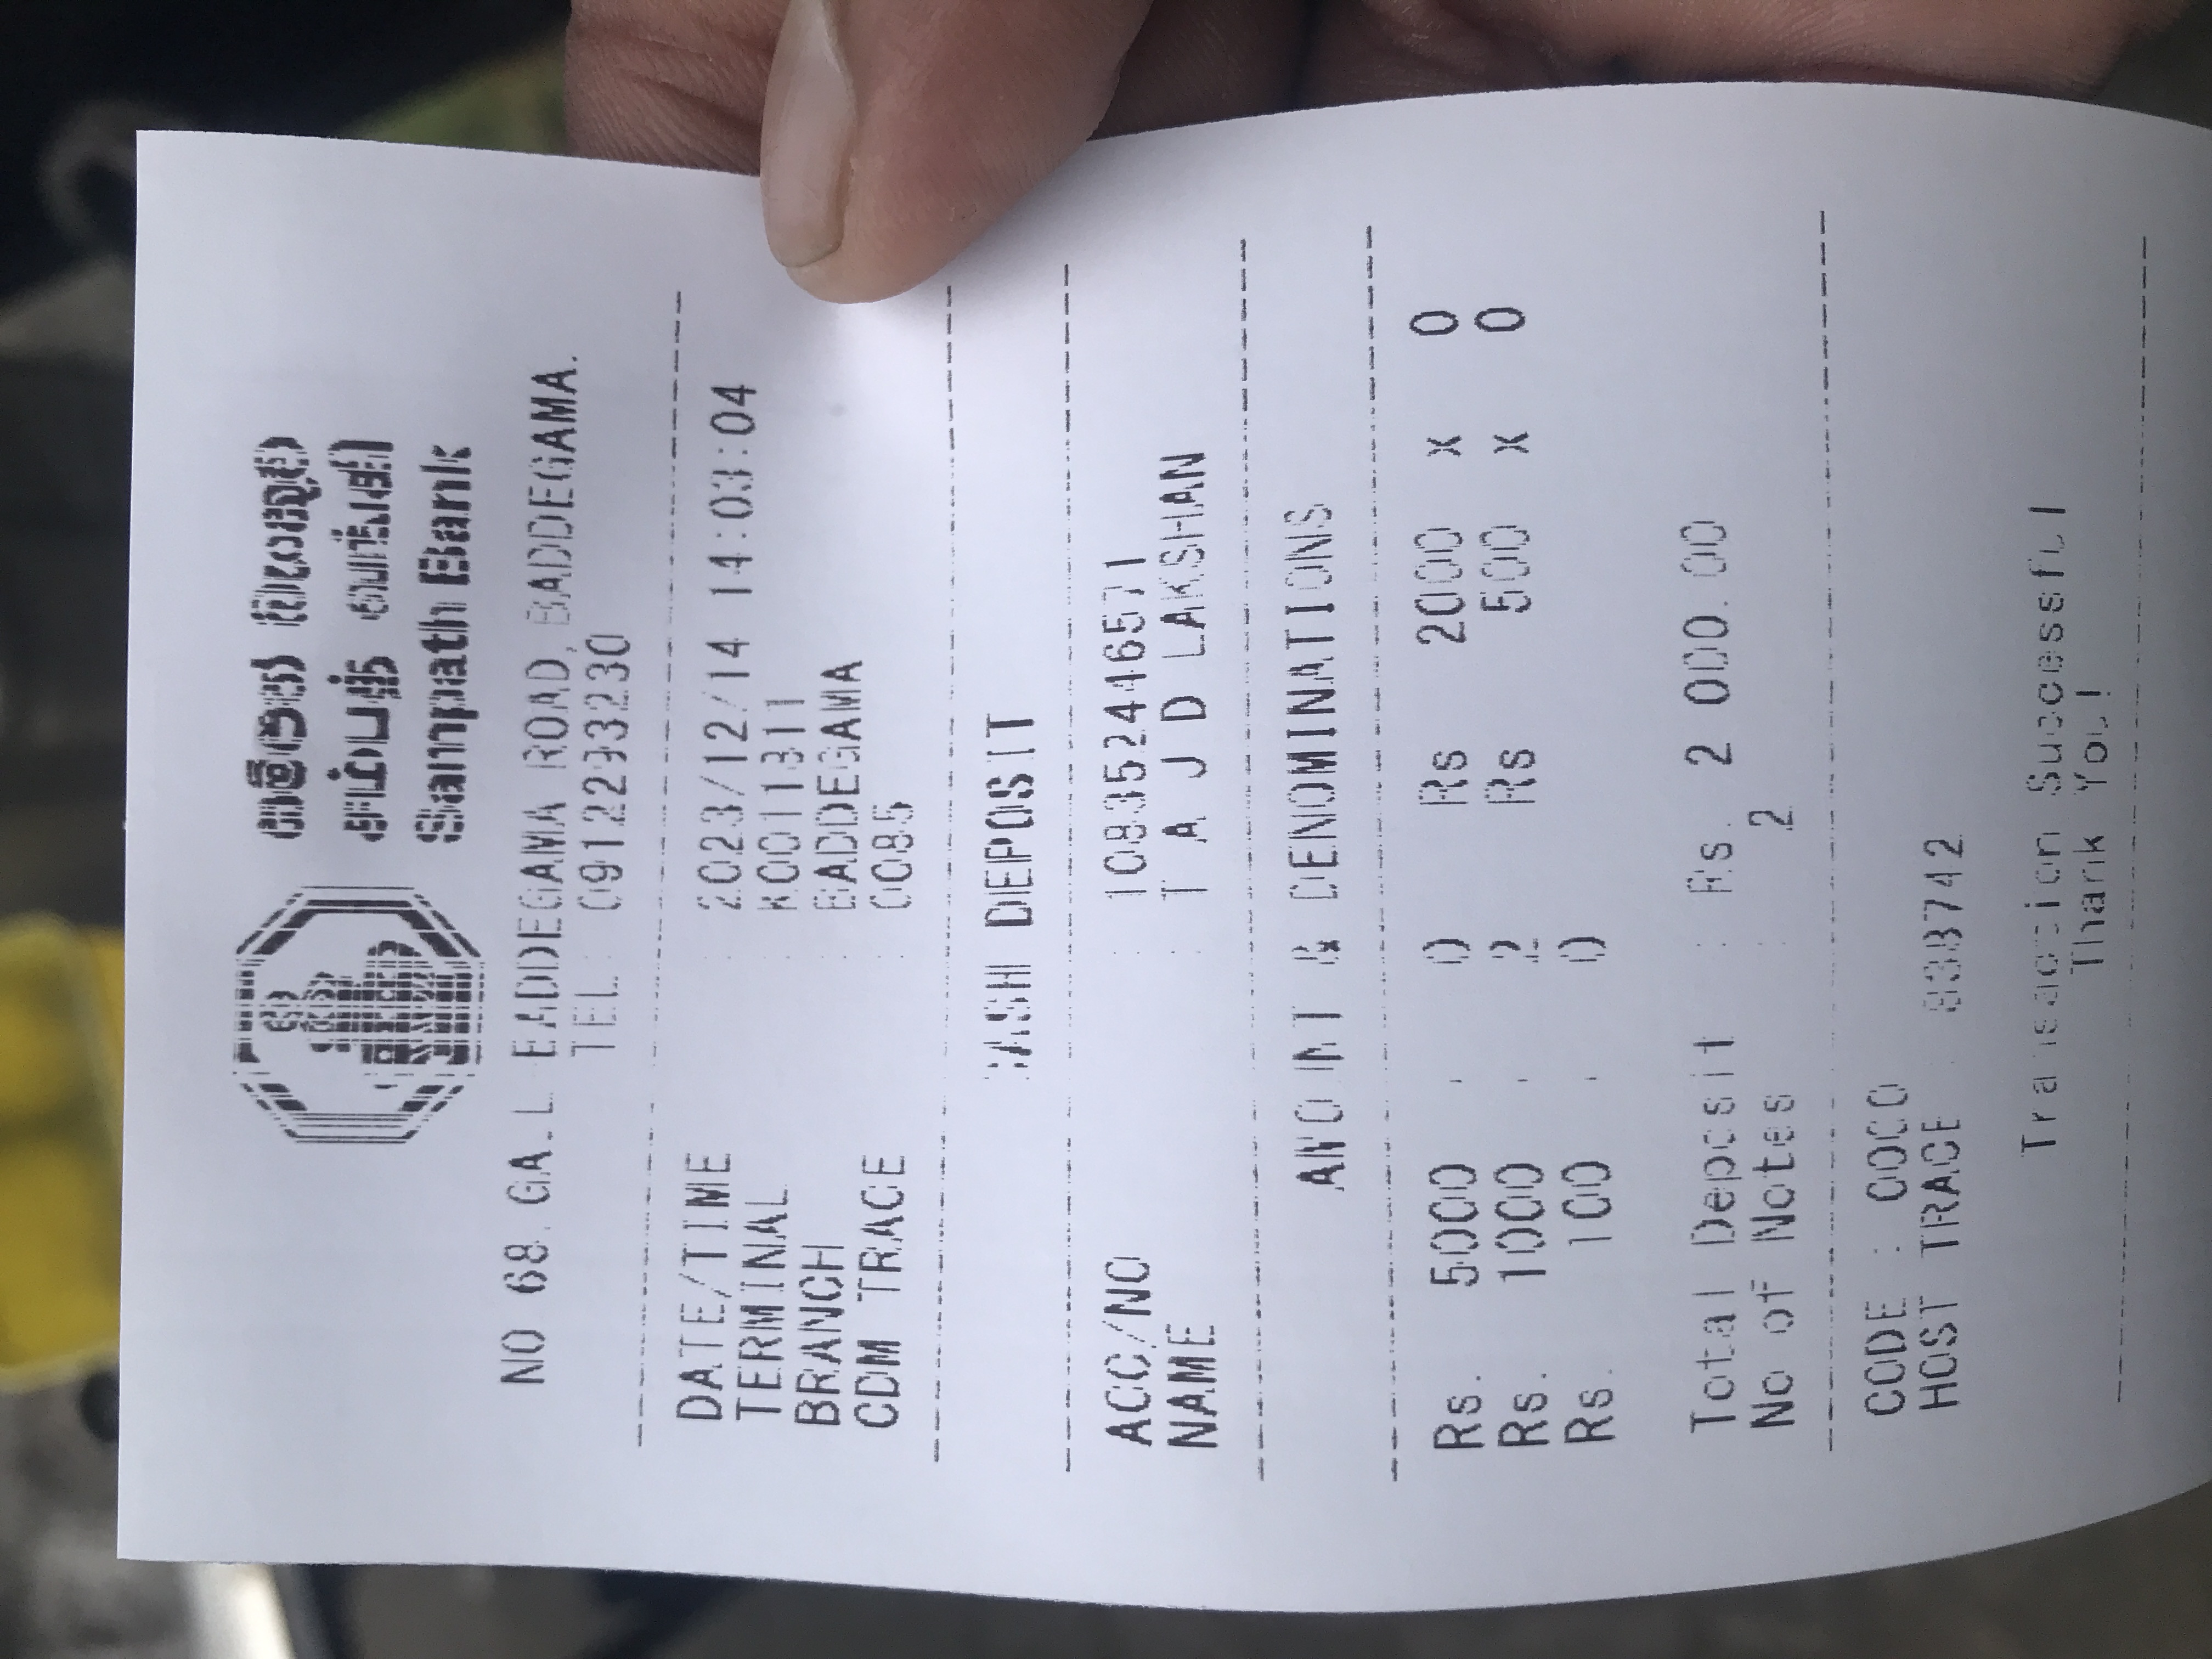 සම්පත් බැංකුව
சம்பத் வங்கி
Sampath Bank
NO 68, GALLE BADDEGAMA ROAD, BADDEGAMA.
TEL : 0912293230
DATE/TIME : 2023/12/14 14:03:04
TERMINAL : K0011311
BRANCH : BADDEGAMA
CDM TRACE : 0085
CASH DEPOSIT
ACC/NO : 108352446571
NAME : T A J D LAKSHAN
AMOUNT & DENOMINATIONS
Rs. 5000 : 0 Rs 2000 x 0
Rs. 1000 : 2 Rs 500 x 0
Rs. 100 : 0
Total Deposit : Rs. 2 000.00
No of Notes : 2
CODE : 0000
HOST TRACE :
Transaction Successful
Thank You!